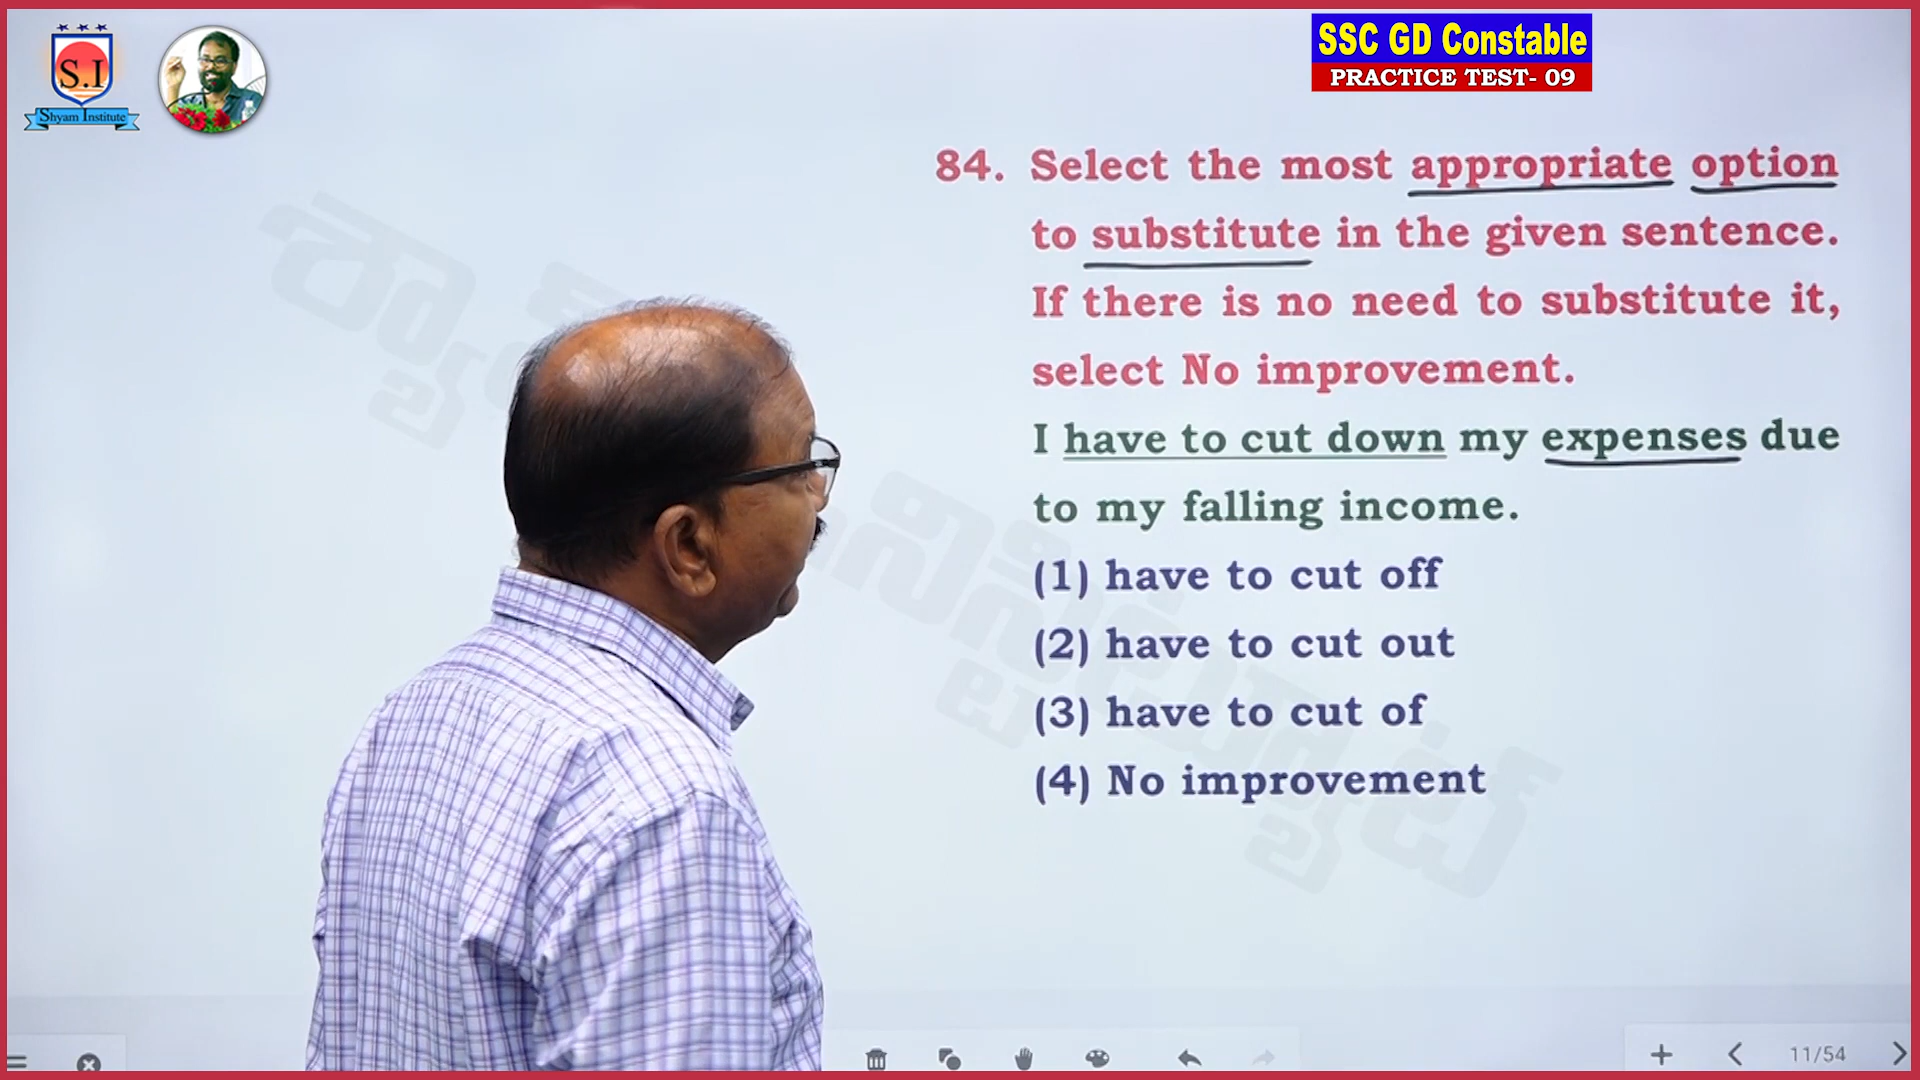 S.I
Shyam Institute
SSC GD Constable
PRACTICE TEST- 09
84. Select the most appropriate option
to substitute in the given sentence.
If there is no need to substitute it,
select No improvement.
I have to cut down my expenses due
to my falling income.
(1) have to cut off
(2) have to cut out
(3) have to cut of
(4) No improvement
11/54